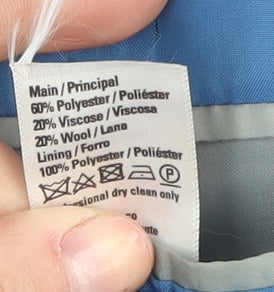 Main / Principal
60% Polyester / Poliéster
20% Viscose / Viscosa
20% Wool / Lana
Lining / Forro
100% Polyester / Poliéster
P
dry clean only